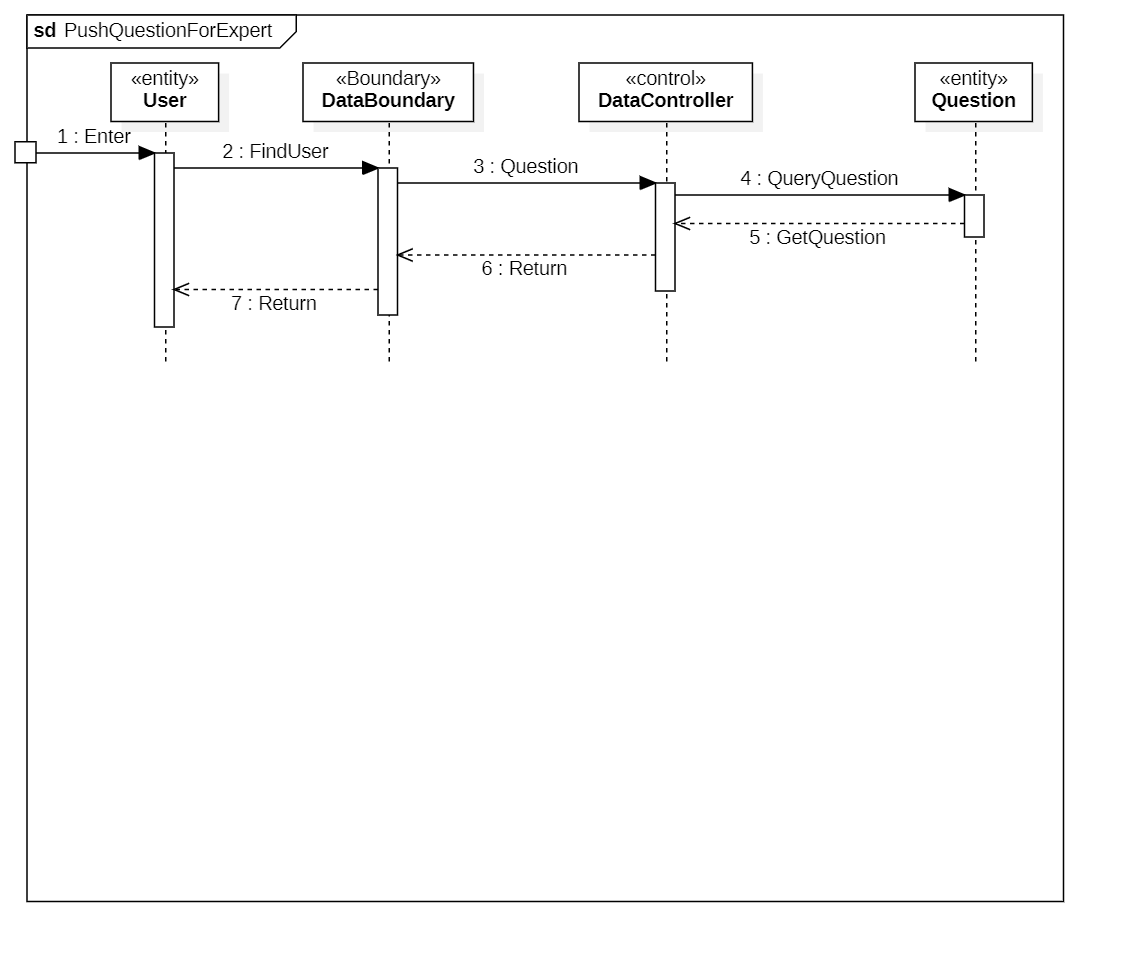 sd PushQuestionForExpert
«entity»
User
«Boundary»
DataBoundary
«control»
DataController
«entity»
Question
1 : Enter
2 : FindUser
3 : Question
4 : QueryQuestion
5 : GetQuestion
6 : Return
7 : Return